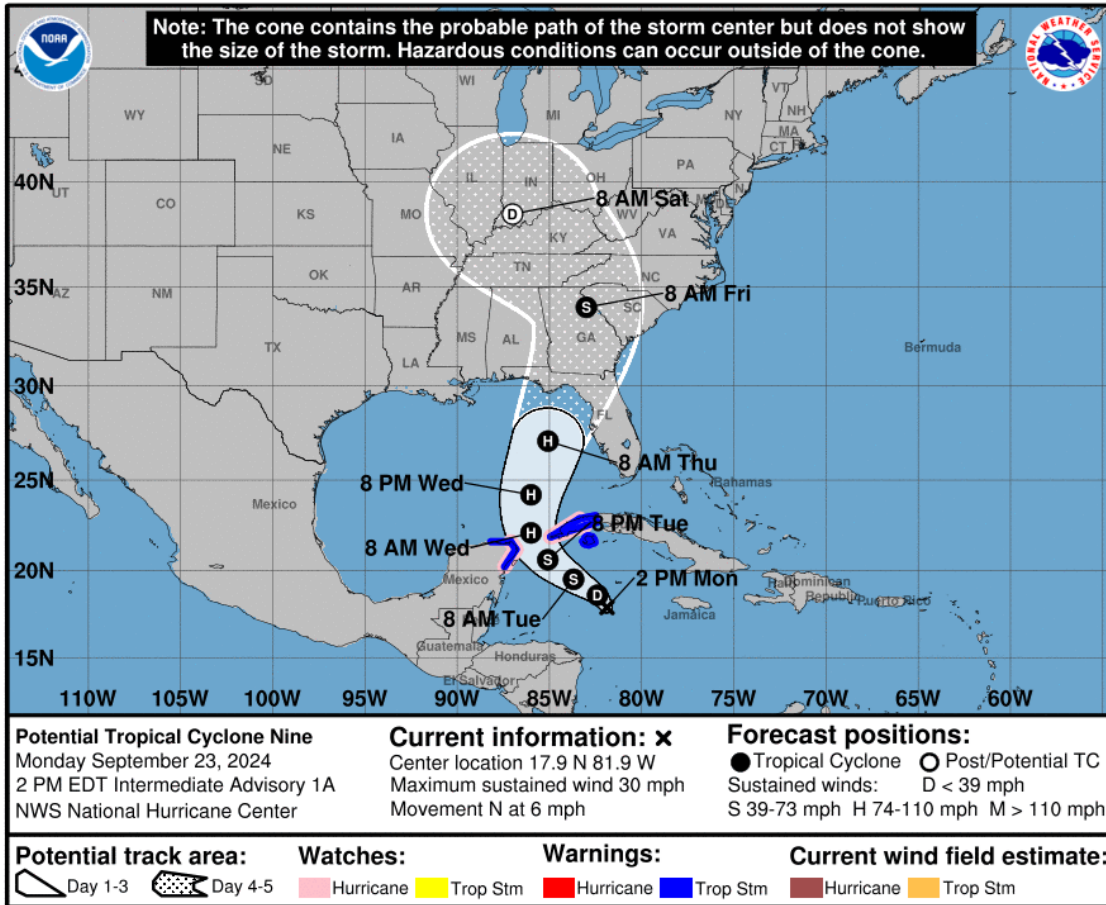 Note: The cone contains the probable path of the storm center but does not show
the size of the storm. Hazardous conditions can occur outside of the cone.
NOAA
NATIONAL WEATHER SERVICE
SD
WI
VT
NH
WY
MI
NY
MA
IA
CT
NE
PA
40N
UT
IL
IN
OH
8 AM Sat
D
CO
KS
MO
WV
KY
VA
TN
NC
OK
35N
AZ
NM
AR
8 AM Fri
S
SC
MS
AL
GA
TX
Bermuda
LA
30N
FL
H
8 AM Thu
25N
8 PM Wed
H
Bahamas
Mexico
8 PM Tue
H
8 AM Wed
S
20N
Mexico
S
2 PM Mon
D
Dominican
Republic
Puerto Rico
8 AM Tue
Jamaica
Guatemala
Honduras
15N
El Salvador
110W 105W 100W 95W 90W 85W 80W 75W 70W 65W 60W
Potential Tropical Cyclone Nine
Monday September 23, 2024
2 PM EDT Intermediate Advisory 1A
NWS National Hurricane Center
Current information: ×
Center location 17.9 N 81.9 W
Maximum sustained wind 30 mph
Movement N at 6 mph
Forecast positions:
Tropical Cyclone Post/Potential TC
Sustained winds: D < 39 mph
S 39-73 mph H 74-110 mph M > 110 mph
Potential track area:
Day 1-3 Day 4-5
Watches:
Hurricane Trop Stm
Warnings:
Hurricane Trop Stm
Current wind field estimate:
Hurricane Trop Stm